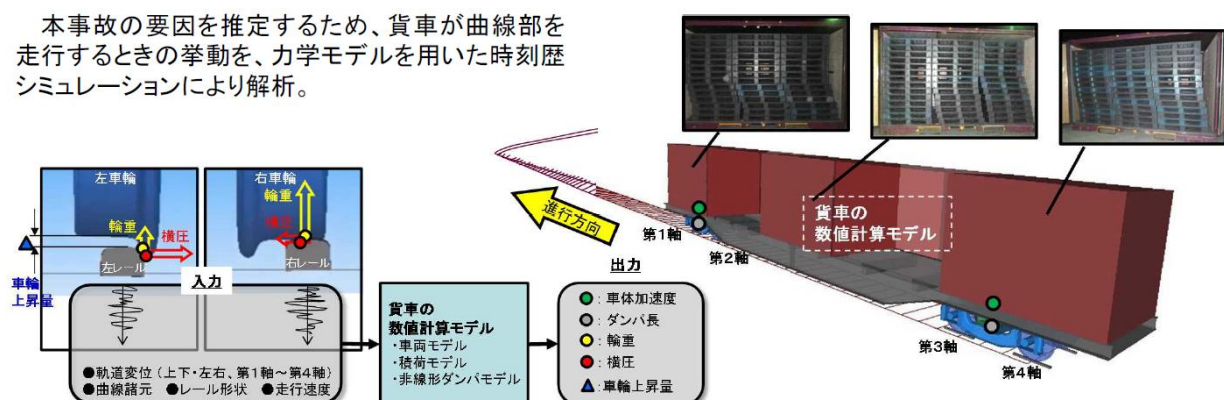 本事故の要因を推定するため、貨車が曲線部を
走行するときの挙動を、力学モデルを用いた時刻歴
シミュレーションにより解析。
左車輪
輪重
横圧
左レール
車輪
上昇量
右車輪
輪重
横圧
右レール
入力
●軌道変位（上下・左右、第1軸～第4軸）
●曲線諸元　●レール形状　●走行速度
貨車の
数値計算モデル
・車両モデル
・積荷モデル
・非線形ダンパモデル
出力
：車体加速度
：ダンパ長
：輪重
：横圧
：車輪上昇量
進行方向
第1軸
第2軸
貨車の
数値計算モデル
第3軸
第4軸